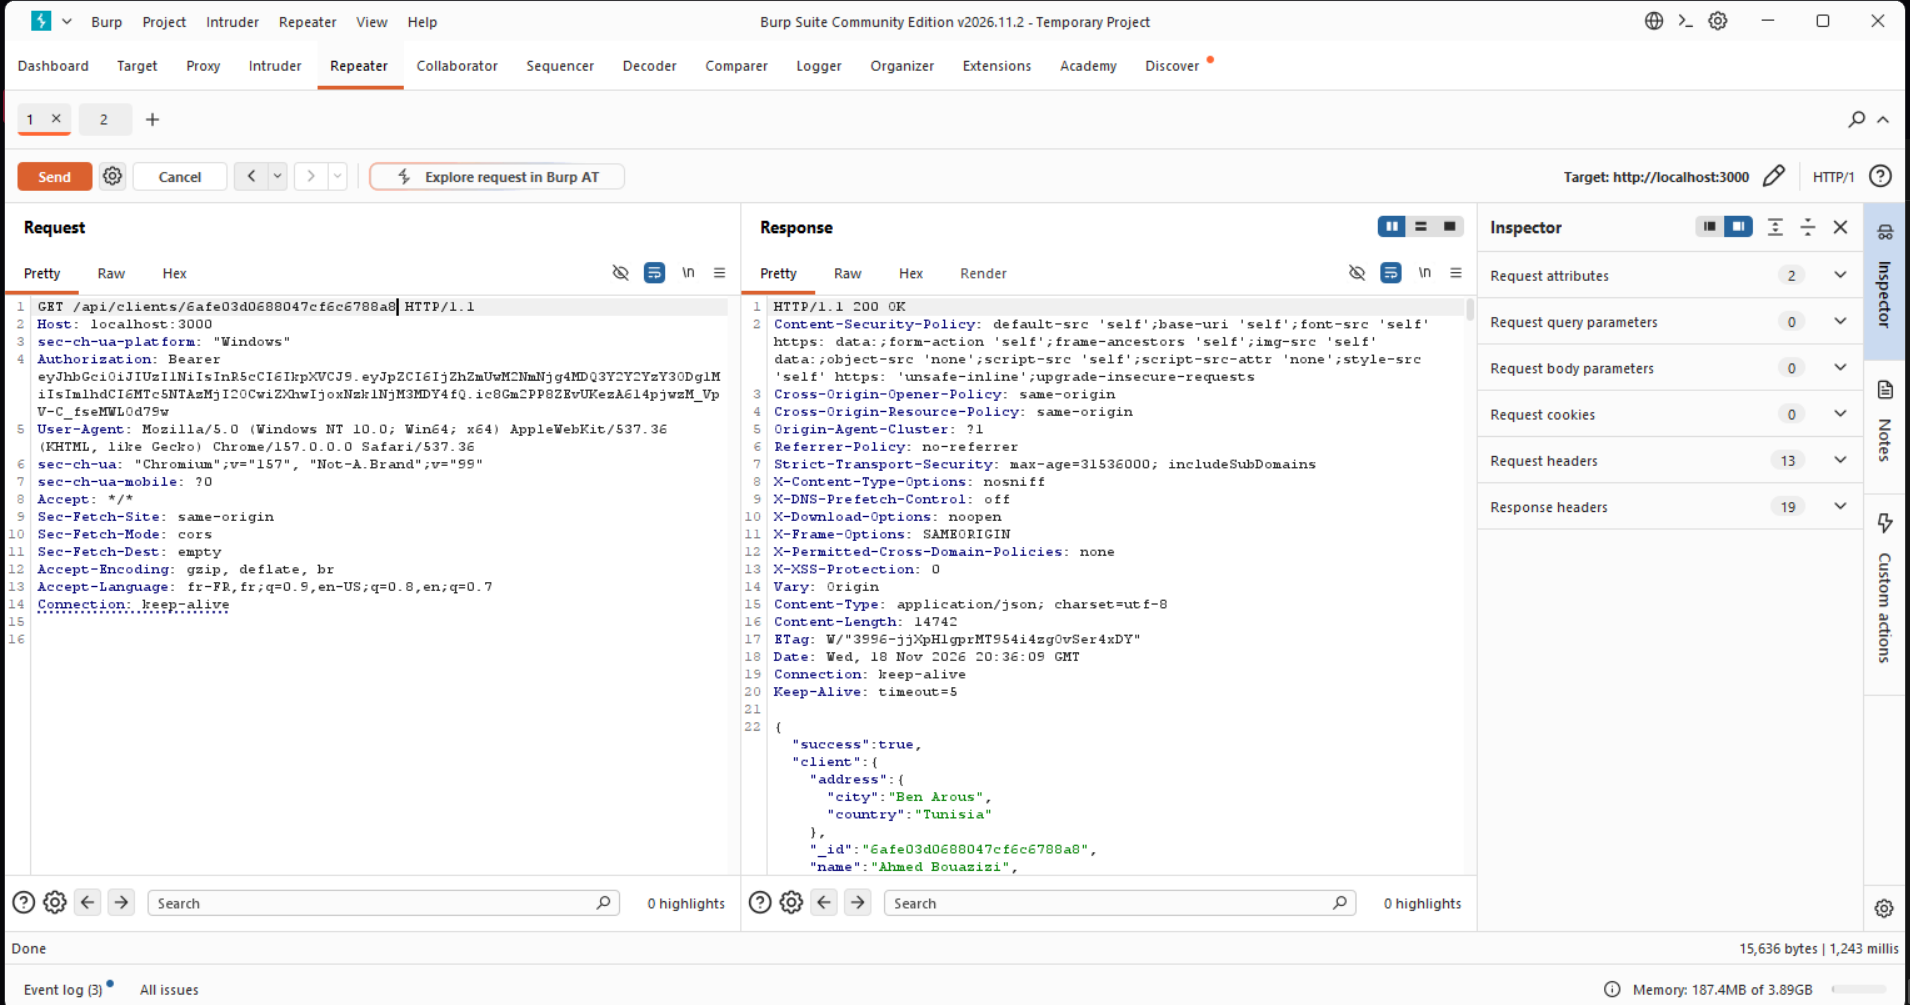 Burp Project Intruder Repeater View Help Burp Suite Community Edition v2026.11.2 - Temporary Project
Dashboard Target Proxy Intruder Repeater Collaborator Sequencer Decoder Comparer Logger Organizer Extensions Academy Discover
1 × 2 +
Send Cancel < > Explore request in Burp AT Target: http://localhost:3000 HTTP/1 ?
Request
Pretty Raw Hex \n
1 GET /api/clients/6afe03d0688047cf6c6788a8 HTTP/1.1
2 Host: localhost:3000
3 sec-ch-ua-platform: "Windows"
4 Authorization: Bearer
5 User-Agent: Mozilla/5.0 (Windows NT 10.0; Win64; x64) AppleWebKit/537.36
(KHTML, like Gecko) Chrome/157.0.0.0 Safari/537.36
6 sec-ch-ua: "Chromium";v="157", "Not-A.Brand";v="99"
7 sec-ch-ua-mobile: ?0
8 Accept: */*
9 Sec-Fetch-Site: same-origin
10 Sec-Fetch-Mode: cors
11 Sec-Fetch-Dest: empty
12 Accept-Encoding: gzip, deflate, br
13 Accept-Language: fr-FR,fr;q=0.9,en-US;q=0.8,en;q=0.7
14 Connection: keep-alive
15
16
Response
Pretty Raw Hex Render \n
1 HTTP/1.1 200 OK
2 Content-Security-Policy: default-src 'self';base-uri 'self';font-src 'self'
https: data:;form-action 'self';frame-ancestors 'self';img-src 'self'
data:;object-src 'none';script-src 'self';script-src-attr 'none';style-src
'self' https: 'unsafe-inline';upgrade-insecure-requests
3 Cross-Origin-Opener-Policy: same-origin
4 Cross-Origin-Resource-Policy: same-origin
5 Origin-Agent-Cluster: ?1
6 Referrer-Policy: no-referrer
7 Strict-Transport-Security: max-age=31536000; includeSubDomains
8 X-Content-Type-Options: nosniff
9 X-DNS-Prefetch-Control: off
10 X-Download-Options: noopen
11 X-Frame-Options: SAMEORIGIN
12 X-Permitted-Cross-Domain-Policies: none
13 X-XSS-Protection: 0
14 Vary: Origin
15 Content-Type: application/json; charset=utf-8
16 Content-Length: 14742
17 ETag: W/"3996-jjXpHlgprMT954i4zg0vSer4xDY"
18 Date: Wed, 18 Nov 2026 20:36:09 GMT
19 Connection: keep-alive
20 Keep-Alive: timeout=5
21
22 {
"success":true,
"client":{
"address":{
"city":"Ben Arous",
"country":"Tunisia"
},
"_id":"6afe03d0688047cf6c6788a8",
"name":"Ahmed Bouazizi",
Inspector
Request attributes 2
Request query parameters 0
Request body parameters 0
Request cookies 0
Request headers 13
Response headers 19
Inspector
Notes
Custom actions
? Search 0 highlights
? Search 0 highlights
Done 15,636 bytes | 1,243 millis
Event log (3) All issues Memory: 187.4MB of 3.89GB